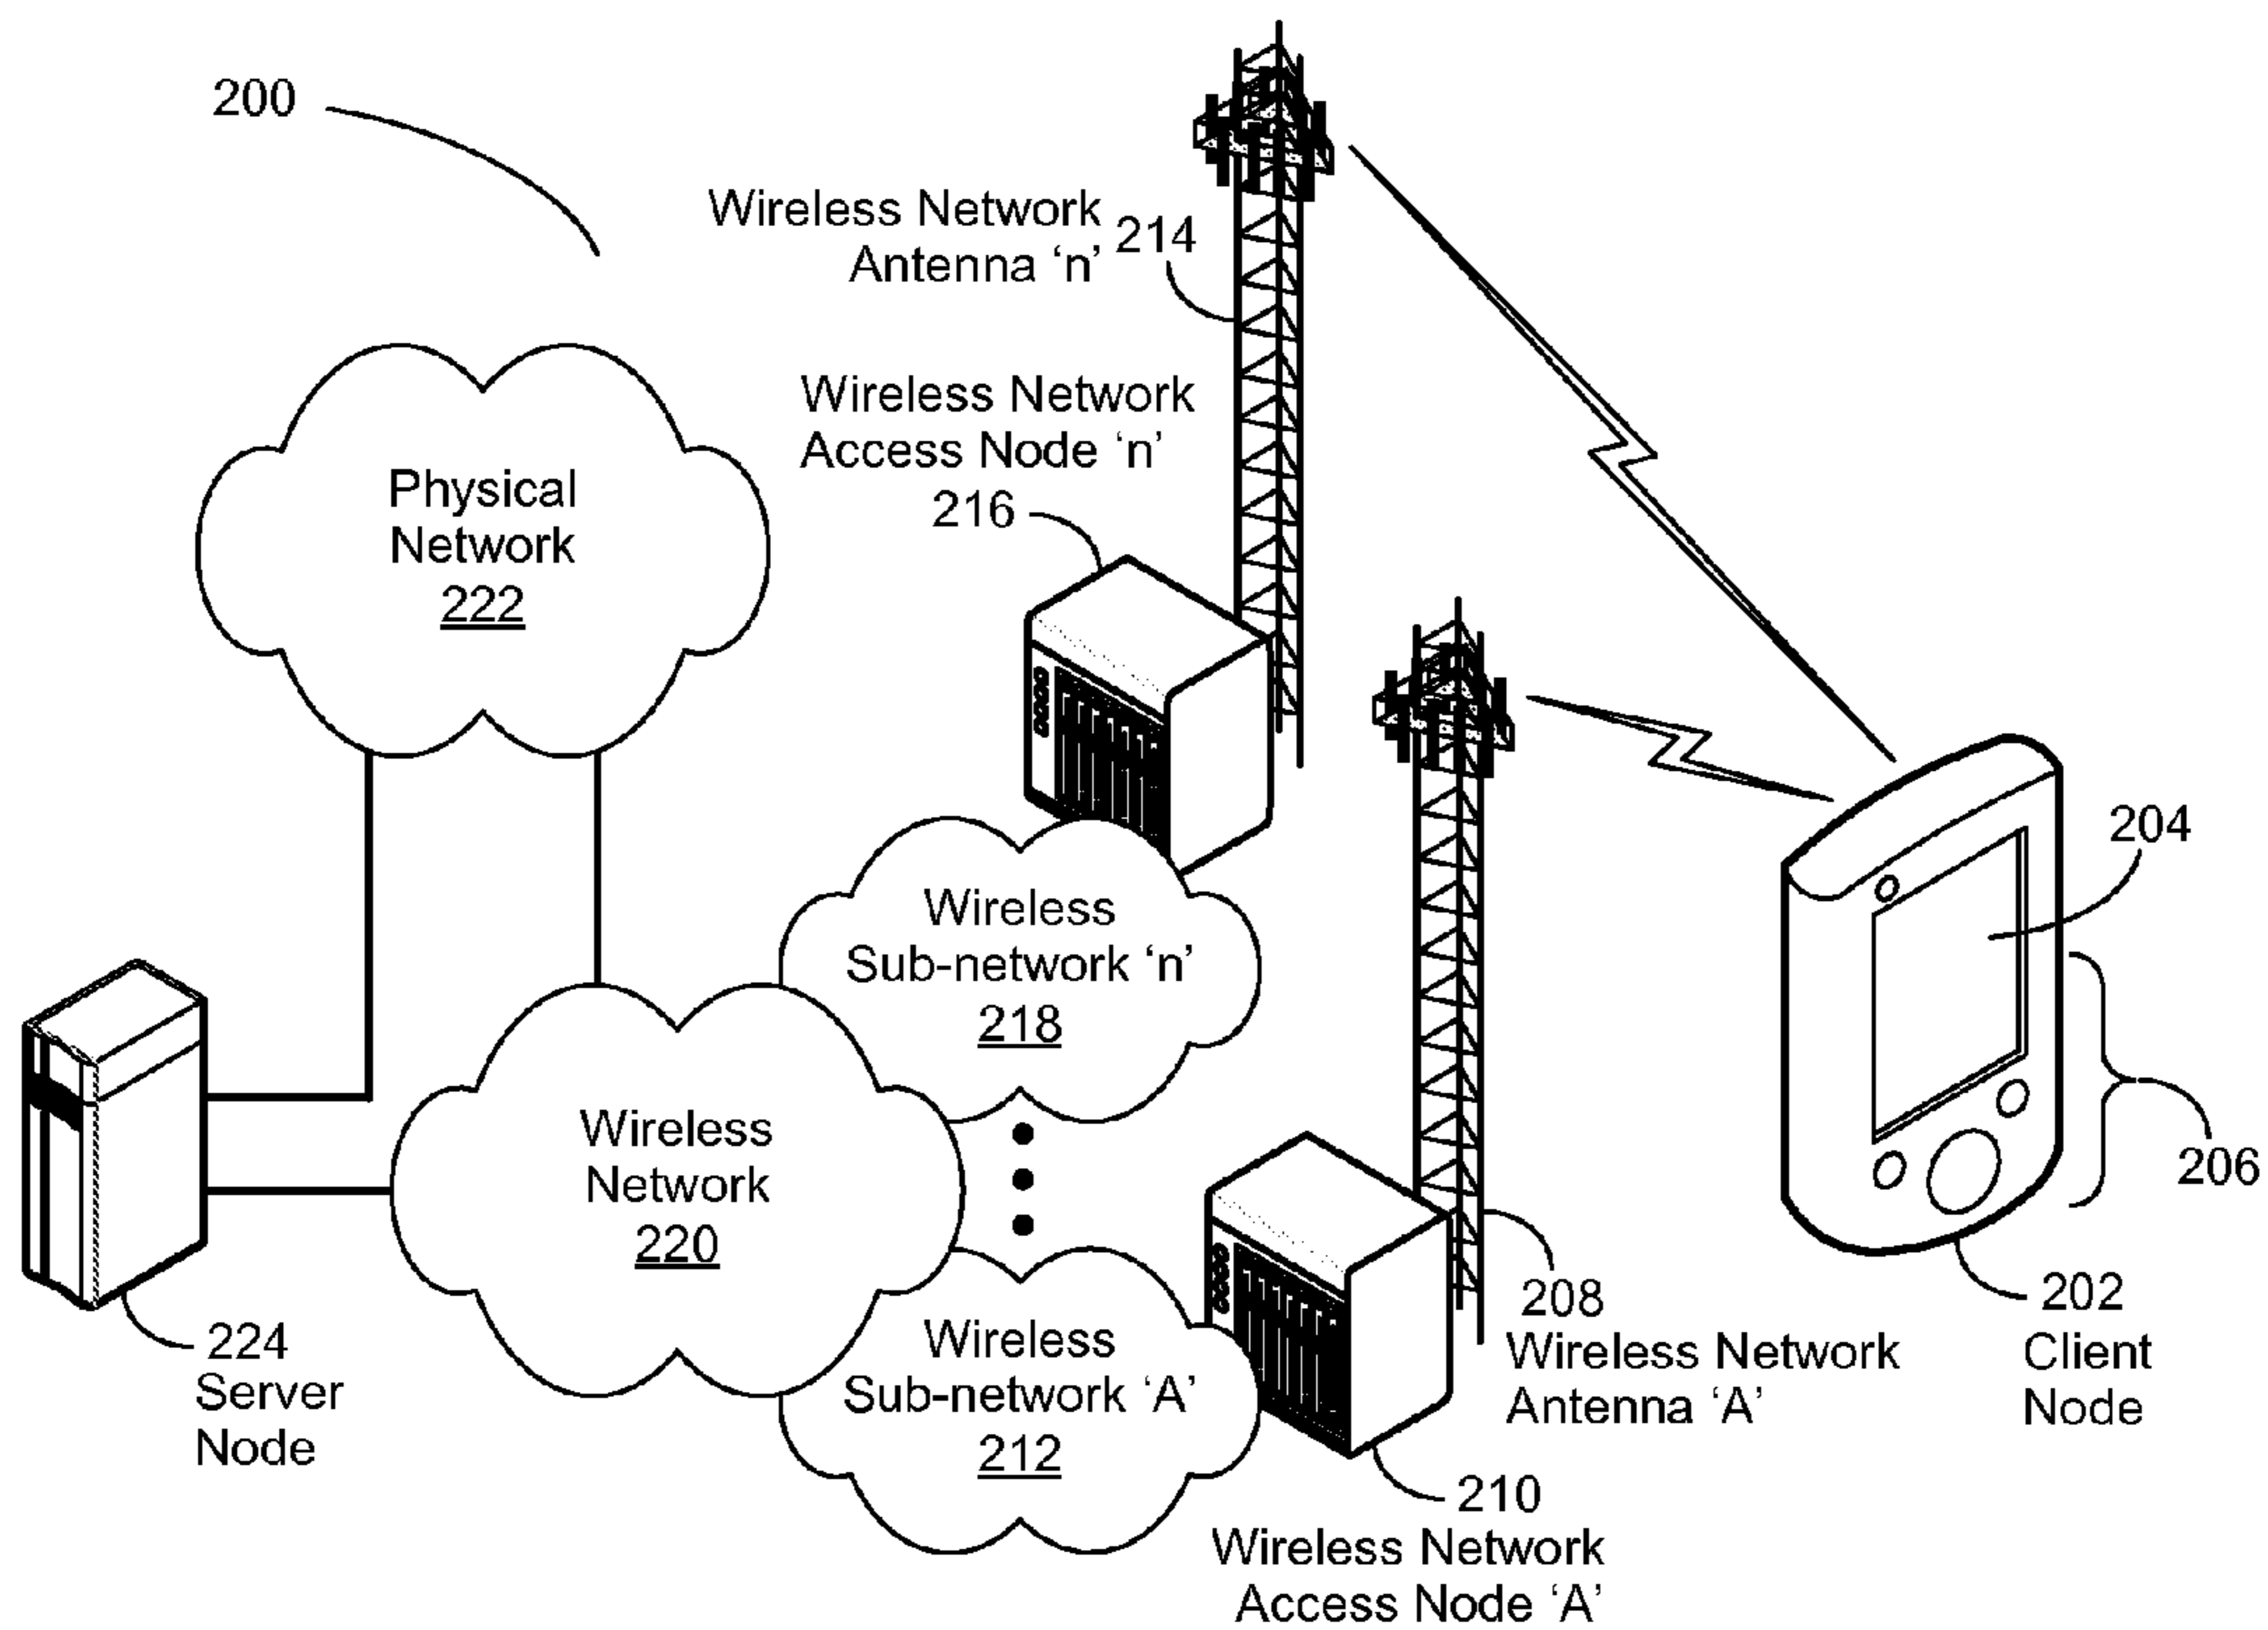 200
Wireless Network
Antenna ‘n’
214
Wireless Network
Access Node ‘n’
216
Physical
Network
222
204
Wireless
Sub-network ‘n’
218
Wireless
Network
220
206
208
Wireless Network
Antenna ‘A’
202
Client
Node
224
Server
Node
Wireless
Sub-network ‘A’
212
210
Wireless Network
Access Node ‘A’